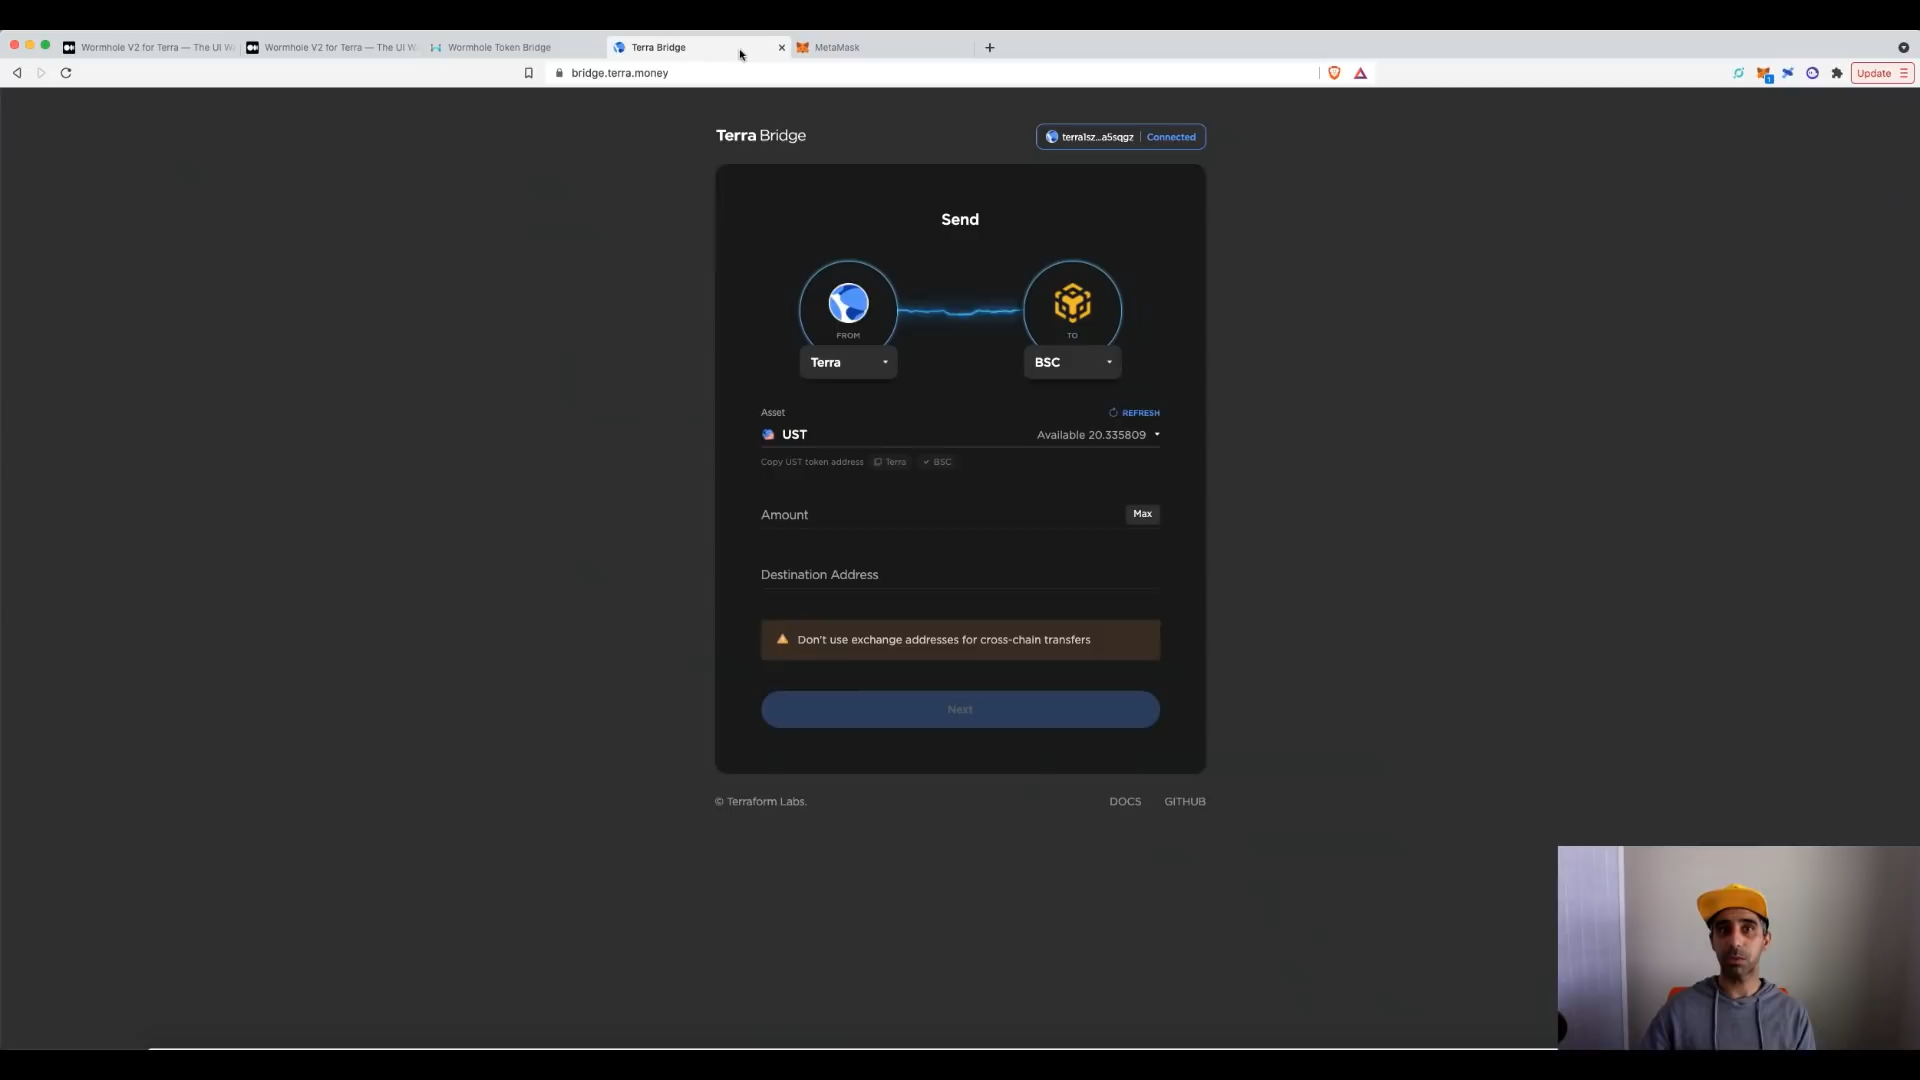 Wormhole V2 for Terra — The UI W
Wormhole V2 for Terra — The UI W
Wormhole Token Bridge
Terra Bridge
MetaMask
bridge.terra.money
1
Update
Terra Bridge
terra1sz...a5sqgz
Connected
Send
FROM
TO
Terra
BSC
Asset
REFRESH
UST
Available 20.335809
Copy UST token address
Terra
BSC
Amount
Max
Destination Address
Don't use exchange addresses for cross-chain transfers
Next
© Terraform Labs.
DOCS
GITHUB